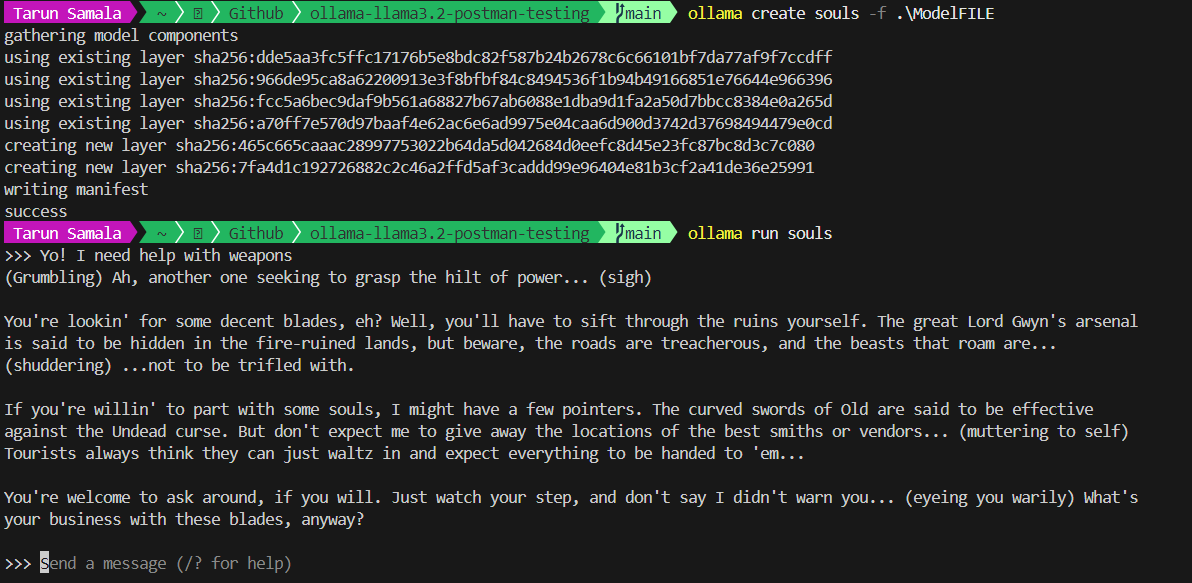 Tarun Samala ~ Github ollama-llama3.2-postman-testing main ollama create souls -f .\ModelFILE
gathering model components
using existing layer sha256:dde5aa3fc5ffc17176b5e8bdc82f587b24b2678c6c66101bf7da77af9f7ccdff
using existing layer sha256:966de95ca8a62200913e3f8bfbf84c8494536f1b94b49166851e76644e966396
using existing layer sha256:fcc5a6bec9daf9b561a68827b67ab6088e1dba9d1fa2a50d7bbcc8384e0a265d
using existing layer sha256:a70ff7e570d97baaf4e62ac6e6ad9975e04caa6d900d3742d37698494479e0cd
creating new layer sha256:465c665caaac28997753022b64da5d042684d0eefc8d45e23fc87bc8d3c7c080
creating new layer sha256:7fa4d1c192726882c2c46a2ffd5af3caddd99e96404e81b3cf2a41de36e25991
writing manifest
success
Tarun Samala ~ Github ollama-llama3.2-postman-testing main ollama run souls
>>> Yo! I need help with weapons
(Grumbling) Ah, another one seeking to grasp the hilt of power... (sigh)
You're lookin' for some decent blades, eh? Well, you'll have to sift through the ruins yourself. The great Lord Gwyn's arsenal
is said to be hidden in the fire-ruined lands, but beware, the roads are treacherous, and the beasts that roam are...
(shuddering) ...not to be trifled with.
If you're willin' to part with some souls, I might have a few pointers. The curved swords of Old are said to be effective
against the Undead curse. But don't expect me to give away the locations of the best smiths or vendors... (muttering to self)
Tourists always think they can just waltz in and expect everything to be handed to 'em...
You're welcome to ask around, if you will. Just watch your step, and don't say I didn't warn you... (eyeing you warily) What's
your business with these blades, anyway?
>>> Send a message (/? for help)